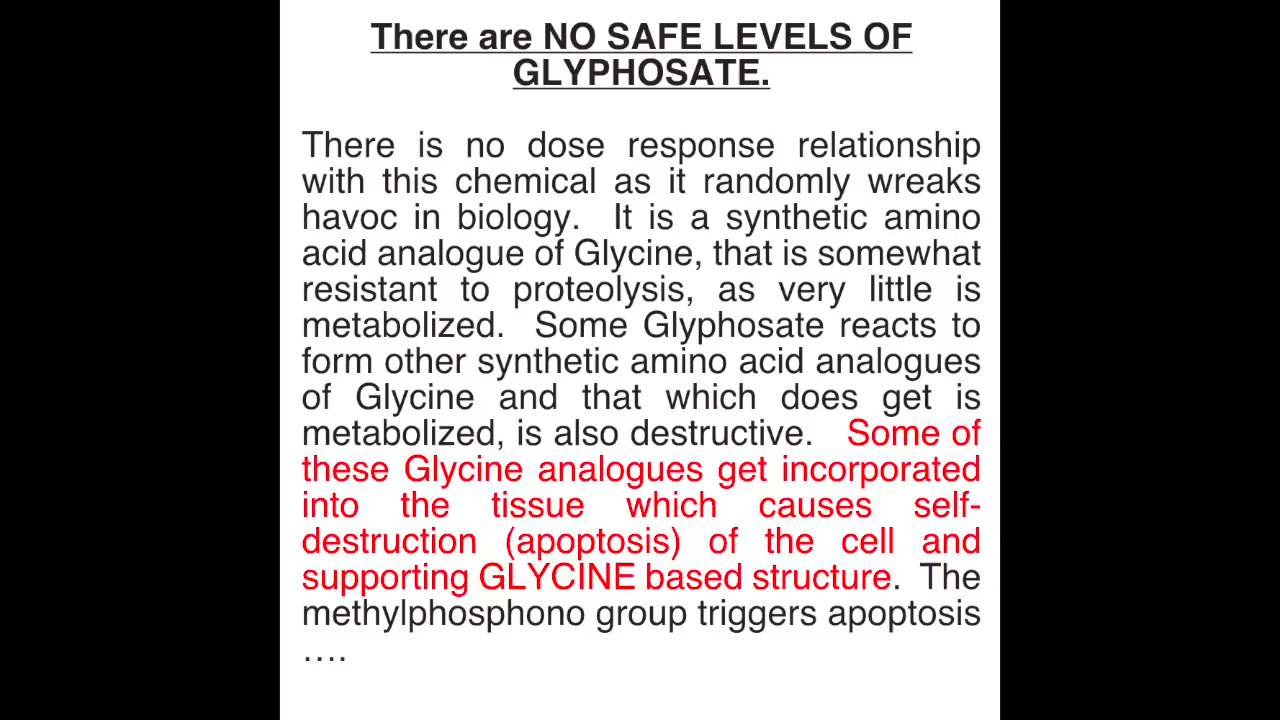 There are NO SAFE LEVELS OF
GLYPHOSATE.
There is no dose response relationship
with this chemical as it randomly wreaks
havoc in biology. It is a synthetic amino
acid analogue of Glycine, that is somewhat
resistant to proteolysis, as very little is
metabolized. Some Glyphosate reacts to
form other synthetic amino acid analogues
of Glycine and that which does get is
metabolized, is also destructive. Some of
these Glycine analogues get incorporated
into the tissue which causes self-
destruction (apoptosis) of the cell and
supporting GLYCINE based structure. The
methylphosphono group triggers apoptosis
....